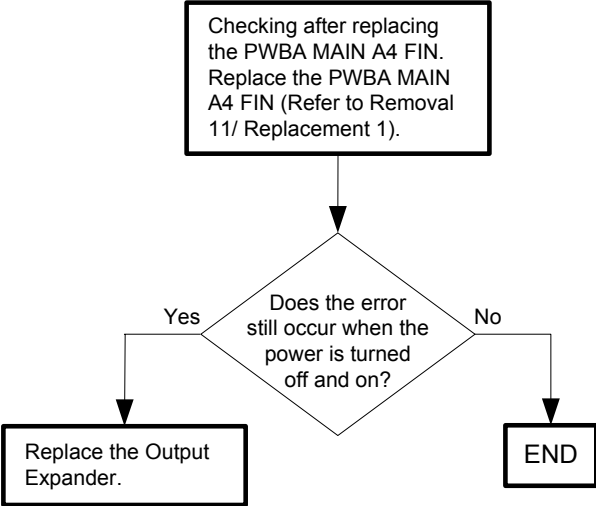 Checking after replacing
the PWBA MAIN A4 FIN.
Replace the PWBA MAIN
A4 FIN (Refer to Removal
11/ Replacement 1).
Does the error
still occur when the
power is turned
off and on?
Yes
No
Replace the Output
Expander.
END